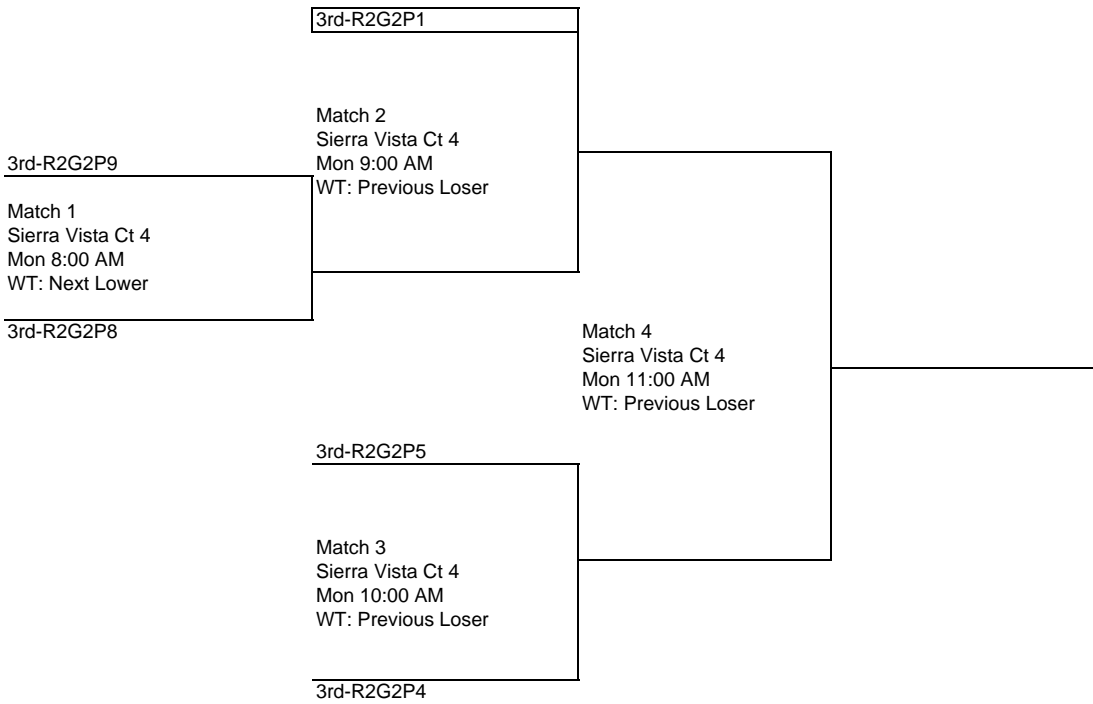 3rd-R2G2P1
Match 2
Sierra Vista Ct 4
Mon 9:00 AM
WT: Previous Loser
3rd-R2G2P9
Match 1
Sierra Vista Ct 4
Mon 8:00 AM
WT: Next Lower
3rd-R2G2P8
Match 4
Sierra Vista Ct 4
Mon 11:00 AM
WT: Previous Loser
3rd-R2G2P5
Match 3
Sierra Vista Ct 4
Mon 10:00 AM
WT: Previous Loser
3rd-R2G2P4